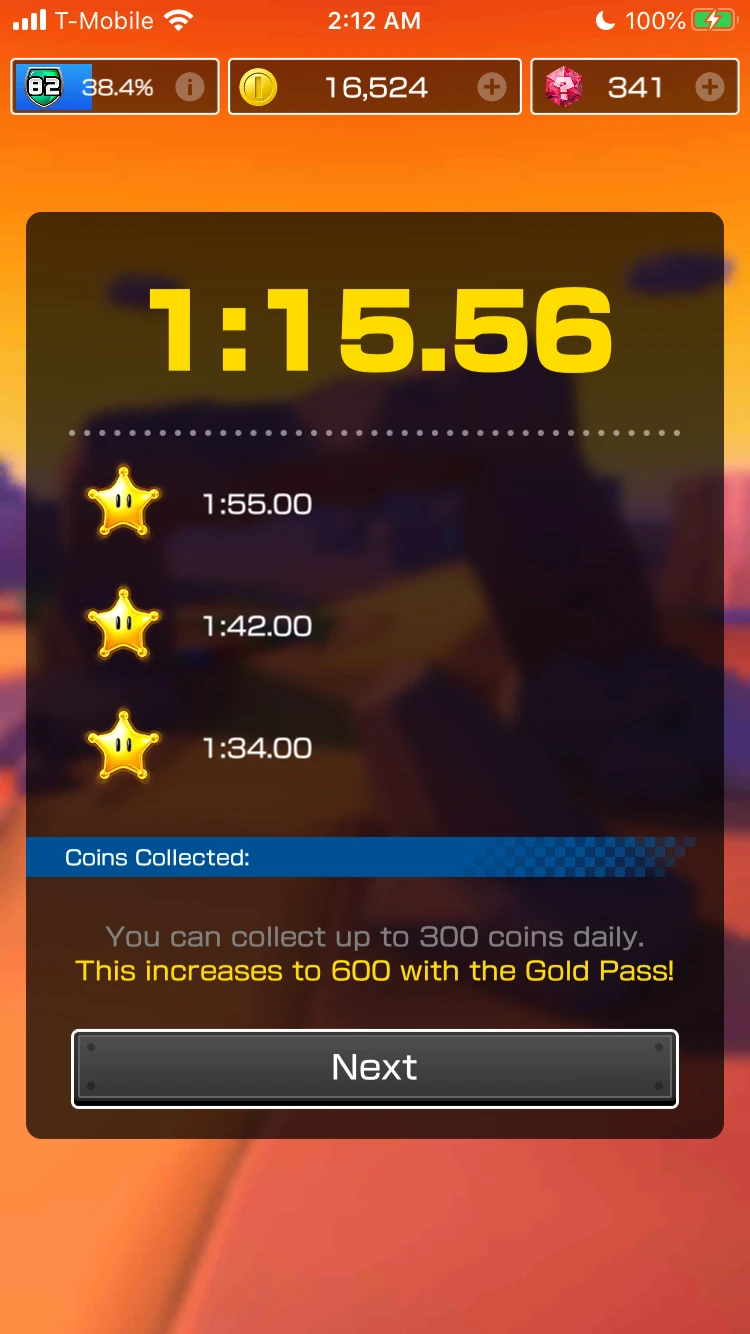 T-Mobile 2:12 AM 100%
82 38.4% i 16,524 + ? 341 +
1:15.56
1:55.00
1:42.00
1:34.00
Coins Collected:
You can collect up to 300 coins daily.
This increases to 600 with the Gold Pass!
Next